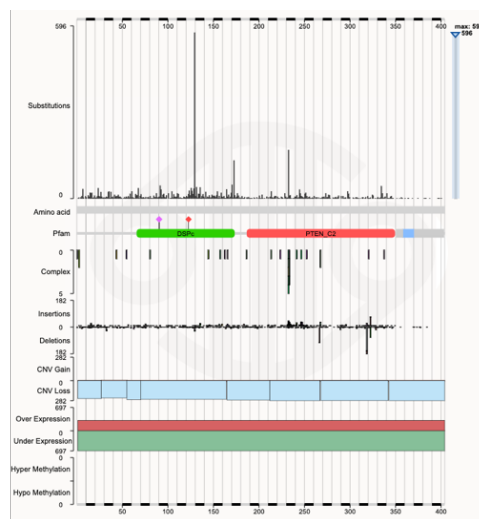 50 100 150 200 250 300 350 400
max: 59
596
596
Substitutions
0
Amino acid
Pfam
DSPc
PTEN_C2
0
Complex
5
182
Insertions
0
Deletions
182
282
CNV Gain
0
CNV Loss
282
697
Over Expression
0
Under Expression
697
Hyper Methylation
0
Hypo Methylation
0
50 100 150 200 250 300 350 400